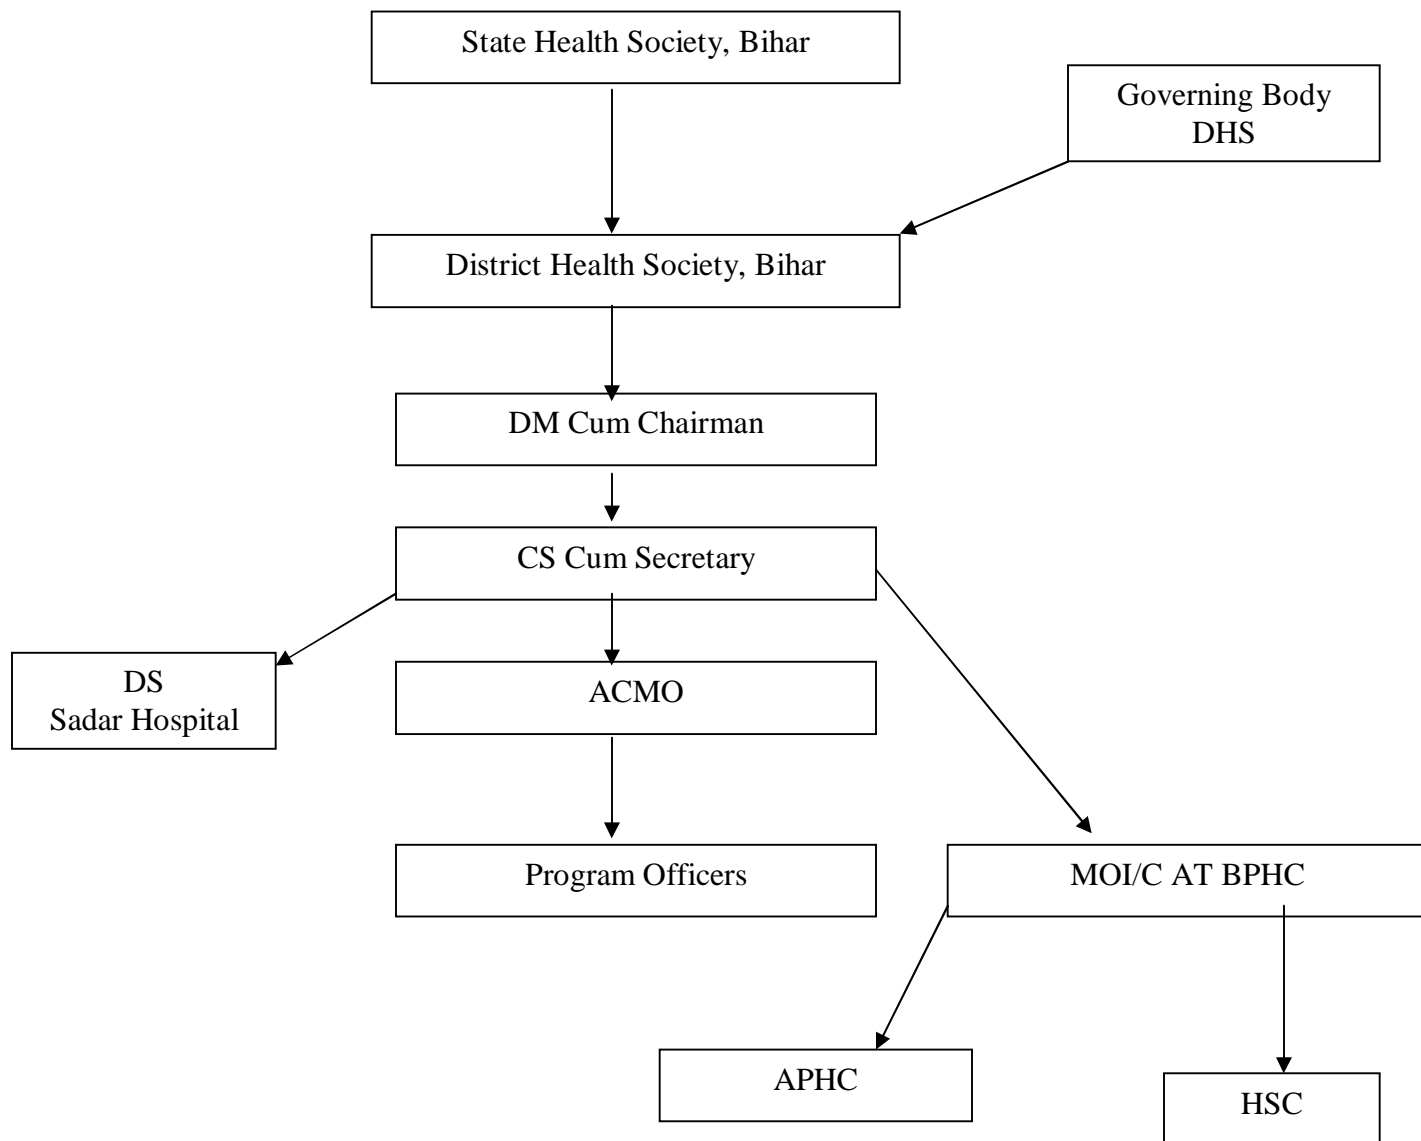 State Health Society, Bihar
Governing Body
DHS
District Health Society, Bihar
DM Cum Chairman
CS Cum Secretary
DS
Sadar Hospital
ACMO
Program Officers
MOI/C AT BPHC
APHC
HSC